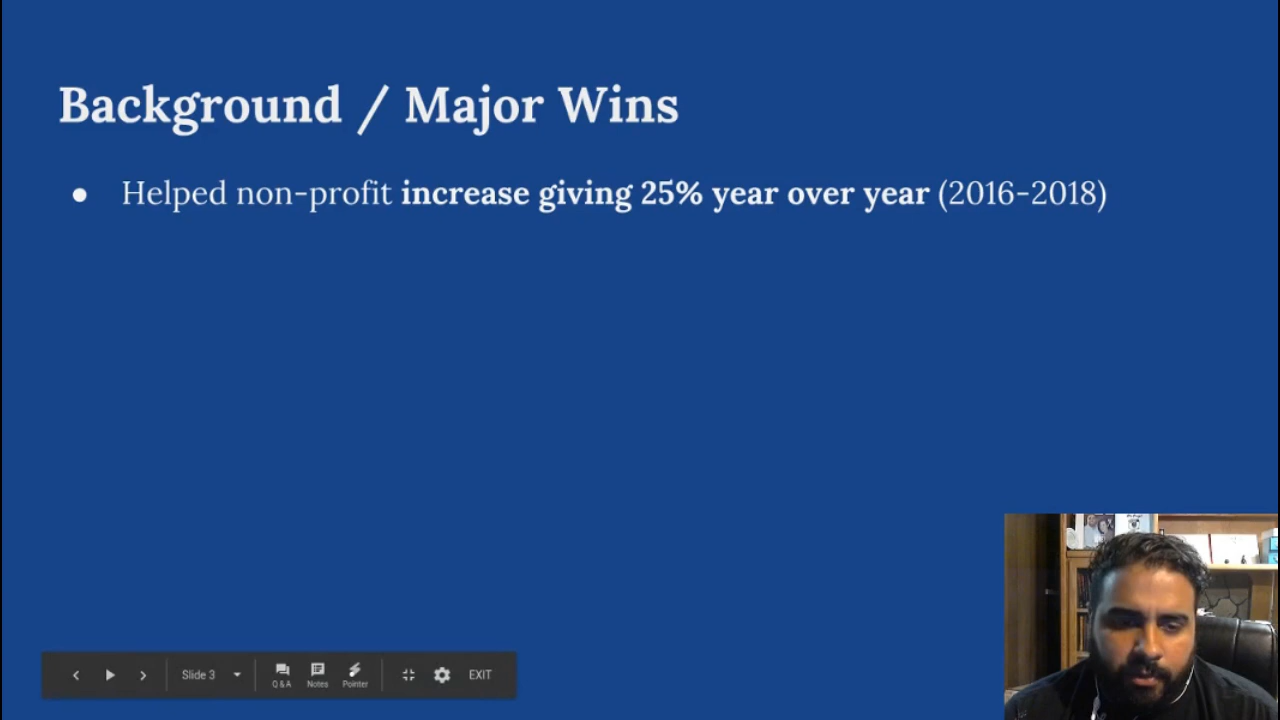 Background / Major Wins
● Helped non-profit increase giving 25% year over year (2016-2018)
Slide 3
Q & A
Notes
Pointer
EXIT